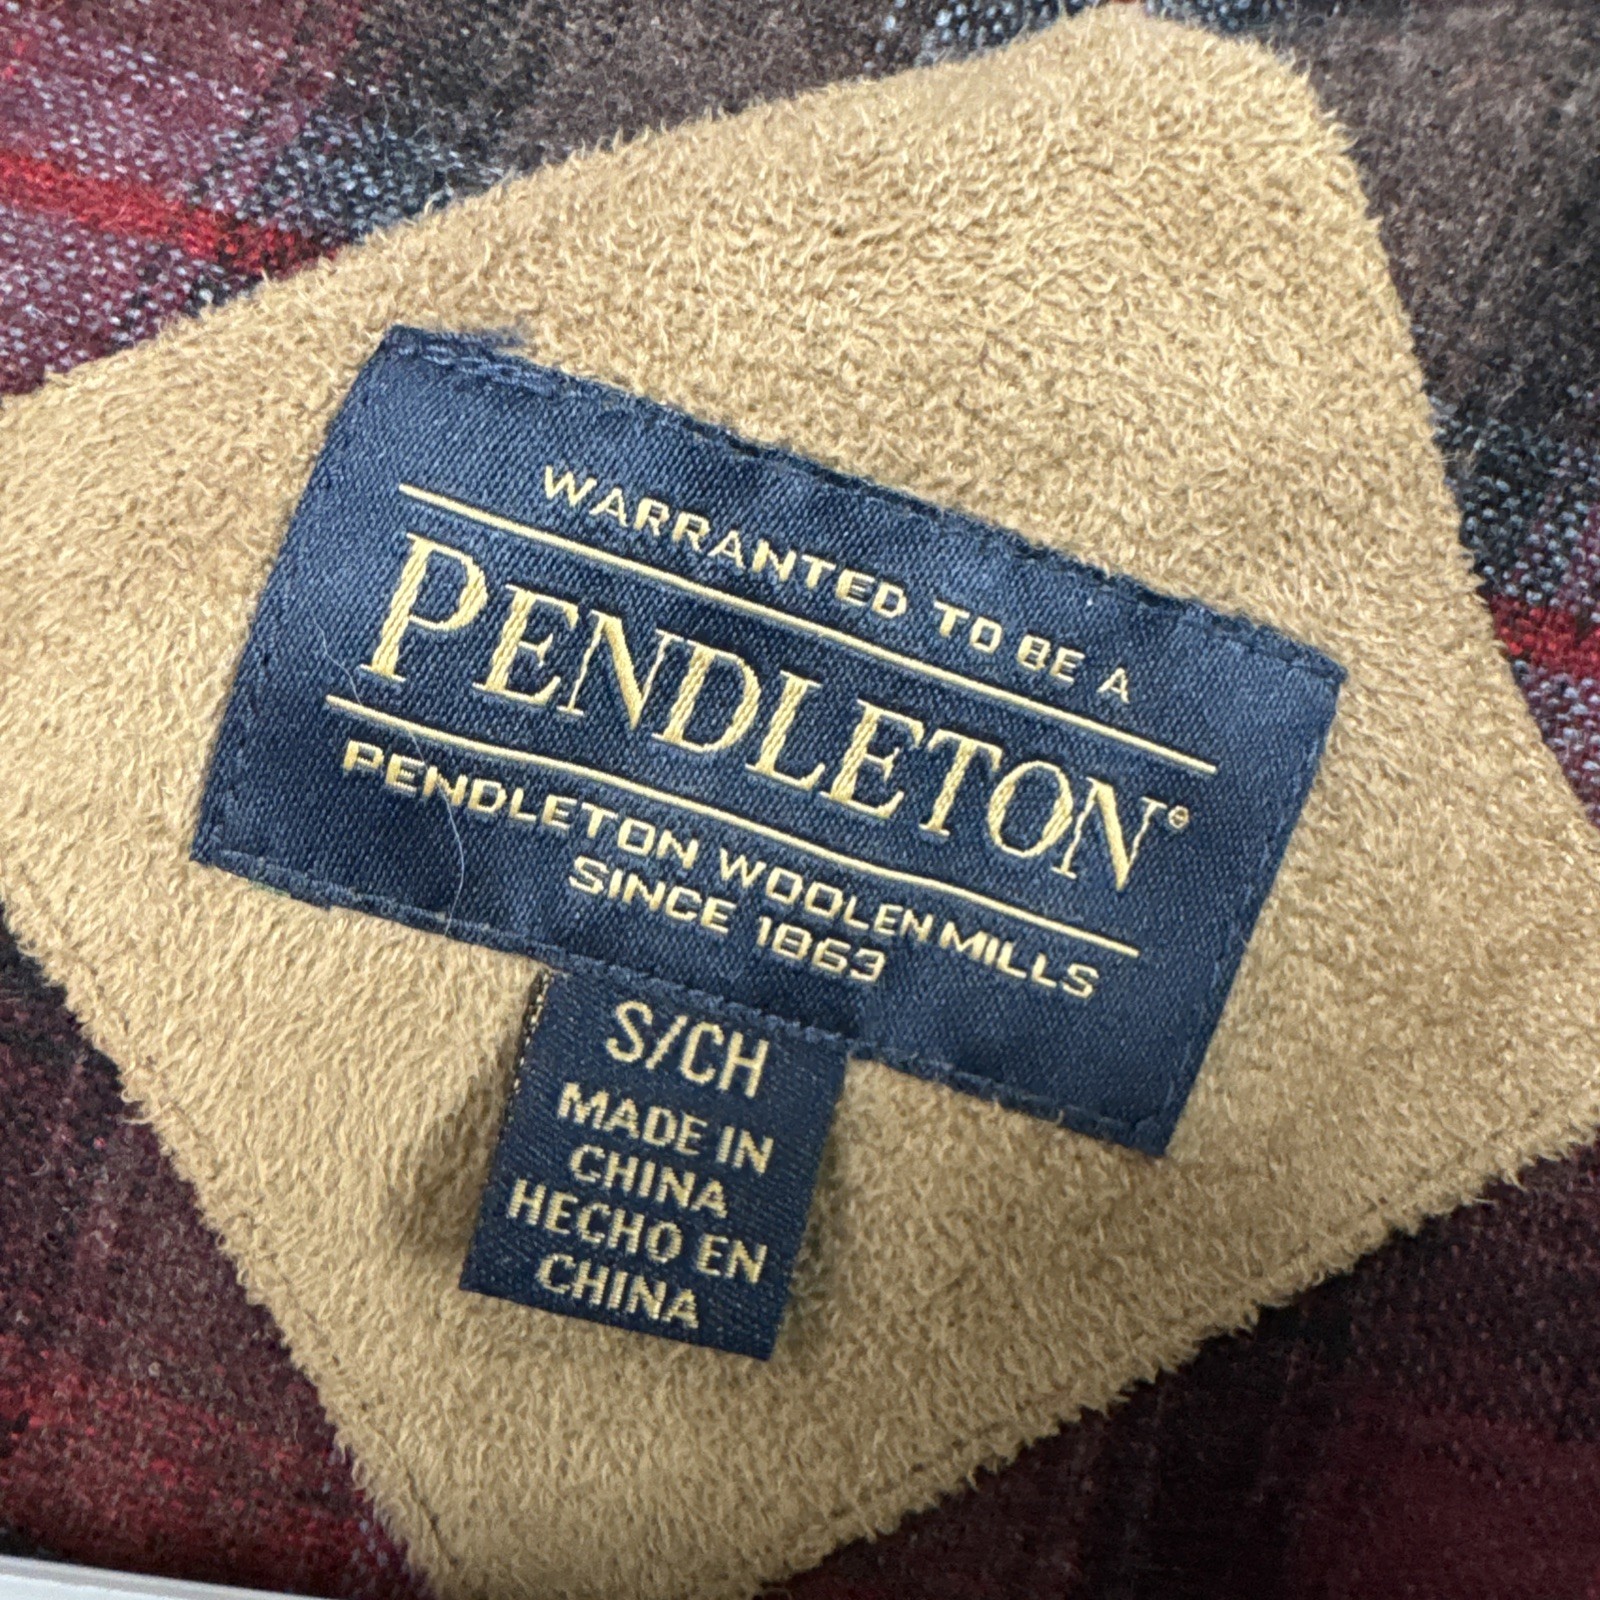 WARRANTED TO BE A
PENDLETON®
PENDLETON WOOLEN MILLS
SINCE 1863
S/CH
MADE IN
CHINA
HECHO EN
CHINA